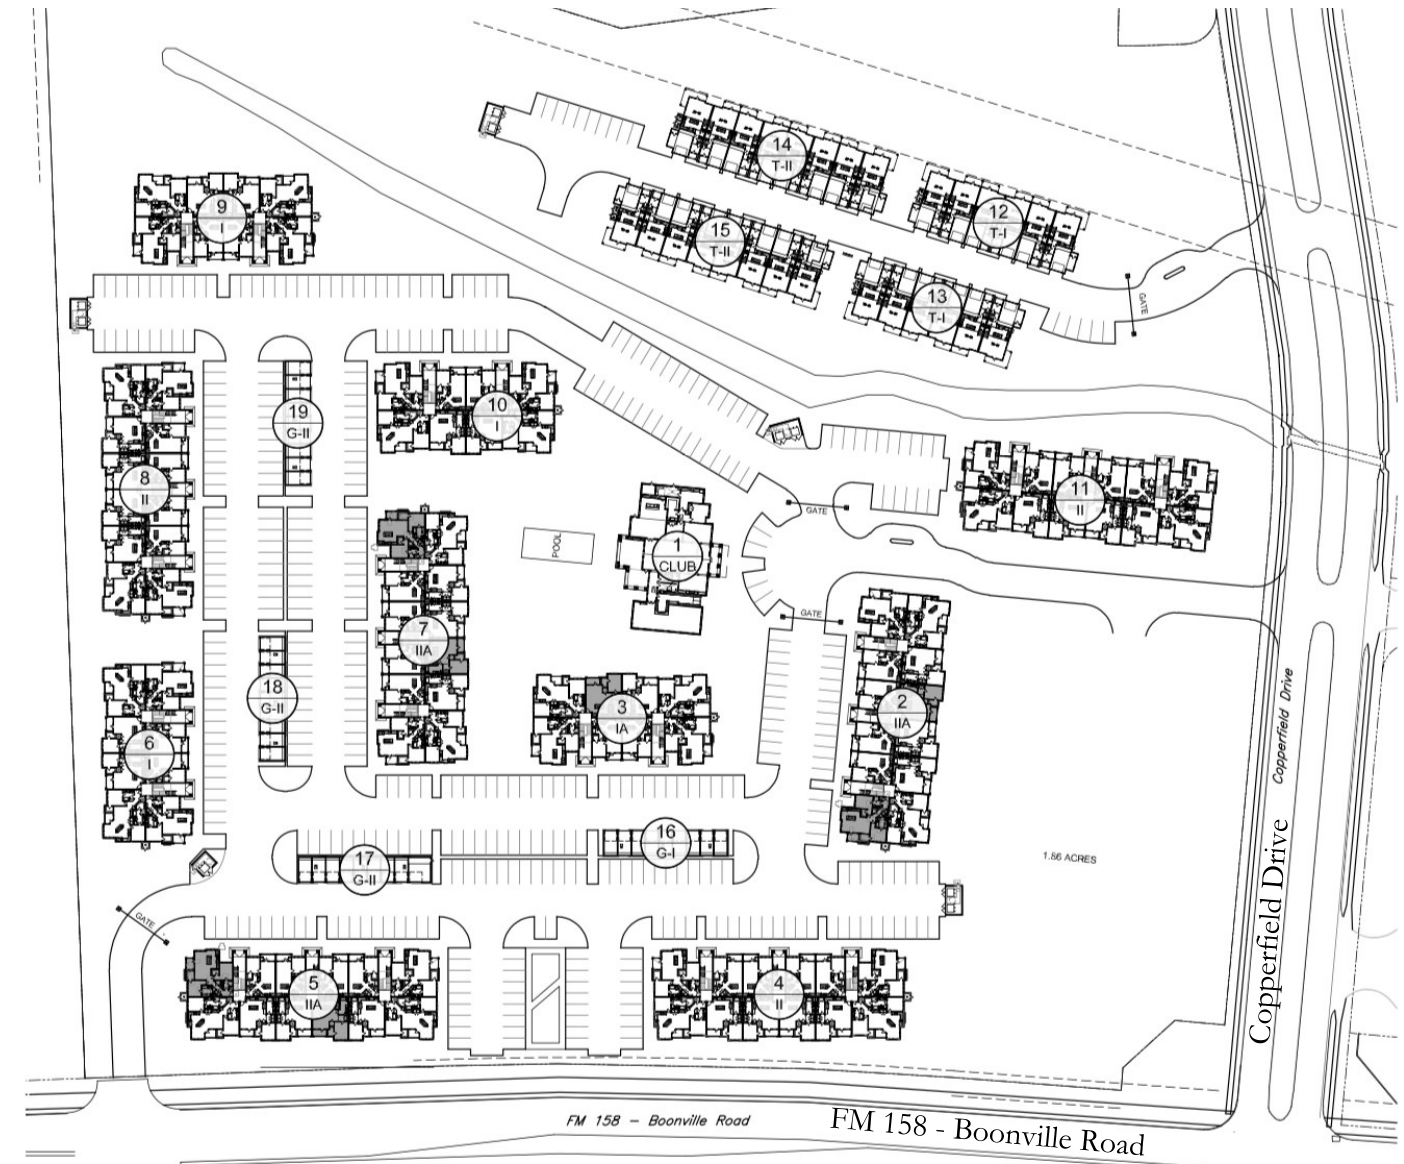 14
T-II
12
T-I
15
T-II
13
T-I
GATE
9
I
19
G-II
10
I
8
II
11
II
GATE
POOL
1
CLUB
GATE
7
IIA
18
G-II
3
IA
2
IIA
6
I
Copperfield Drive
16
G-I
17
G-II
1.86 ACRES
Copperfield Drive
GATE
5
IIA
4
II
FM 158 - Boonville Road
FM 158 - Boonville Road